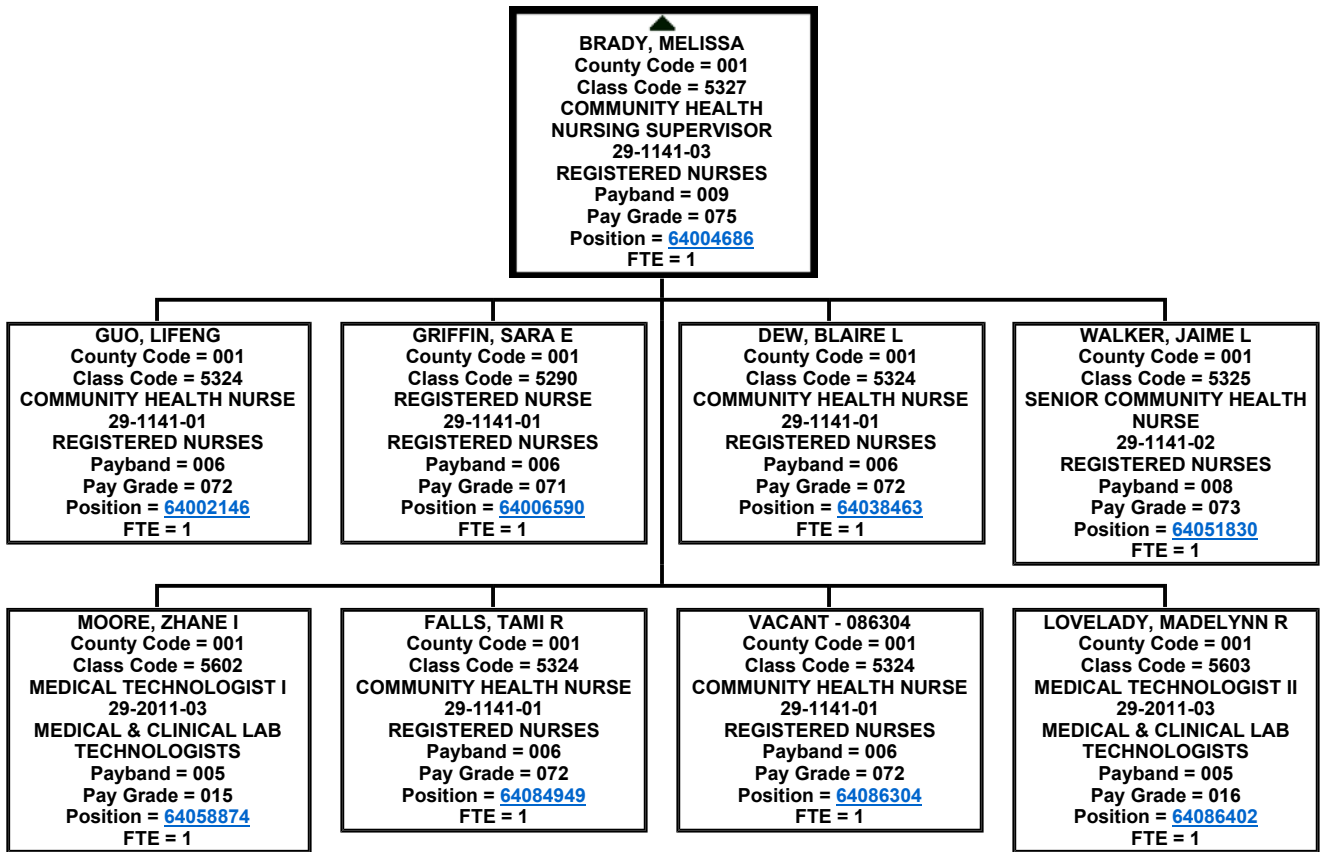 BRADY, MELISSA
County Code = 001
Class Code = 5327
COMMUNITY HEALTH
NURSING SUPERVISOR
29-1141-03
REGISTERED NURSES
Payband = 009
Pay Grade = 075
Position = 64004686
FTE = 1
GUO, LIFENG
County Code = 001
Class Code = 5324
COMMUNITY HEALTH NURSE
29-1141-01
REGISTERED NURSES
Payband = 006
Pay Grade = 072
Position = 64002146
FTE = 1
GRIFFIN, SARA E
County Code = 001
Class Code = 5290
REGISTERED NURSE
29-1141-01
REGISTERED NURSES
Payband = 006
Pay Grade = 071
Position = 64006590
FTE = 1
DEW, BLAIRE L
County Code = 001
Class Code = 5324
COMMUNITY HEALTH NURSE
29-1141-01
REGISTERED NURSES
Payband = 006
Pay Grade = 072
Position = 64038463
FTE = 1
WALKER, JAIME L
County Code = 001
Class Code = 5325
SENIOR COMMUNITY HEALTH
NURSE
29-1141-02
REGISTERED NURSES
Payband = 008
Pay Grade = 073
Position = 64051830
FTE = 1
MOORE, ZHANE I
County Code = 001
Class Code = 5602
MEDICAL TECHNOLOGIST I
29-2011-03
MEDICAL & CLINICAL LAB
TECHNOLOGISTS
Payband = 005
Pay Grade = 015
Position = 64058874
FTE = 1
FALLS, TAMI R
County Code = 001
Class Code = 5324
COMMUNITY HEALTH NURSE
29-1141-01
REGISTERED NURSES
Payband = 006
Pay Grade = 072
Position = 64084949
FTE = 1
VACANT - 086304
County Code = 001
Class Code = 5324
COMMUNITY HEALTH NURSE
29-1141-01
REGISTERED NURSES
Payband = 006
Pay Grade = 072
Position = 64086304
FTE = 1
LOVELADY, MADELYNN R
County Code = 001
Class Code = 5603
MEDICAL TECHNOLOGIST II
29-2011-03
MEDICAL & CLINICAL LAB
TECHNOLOGISTS
Payband = 005
Pay Grade = 016
Position = 64086402
FTE = 1